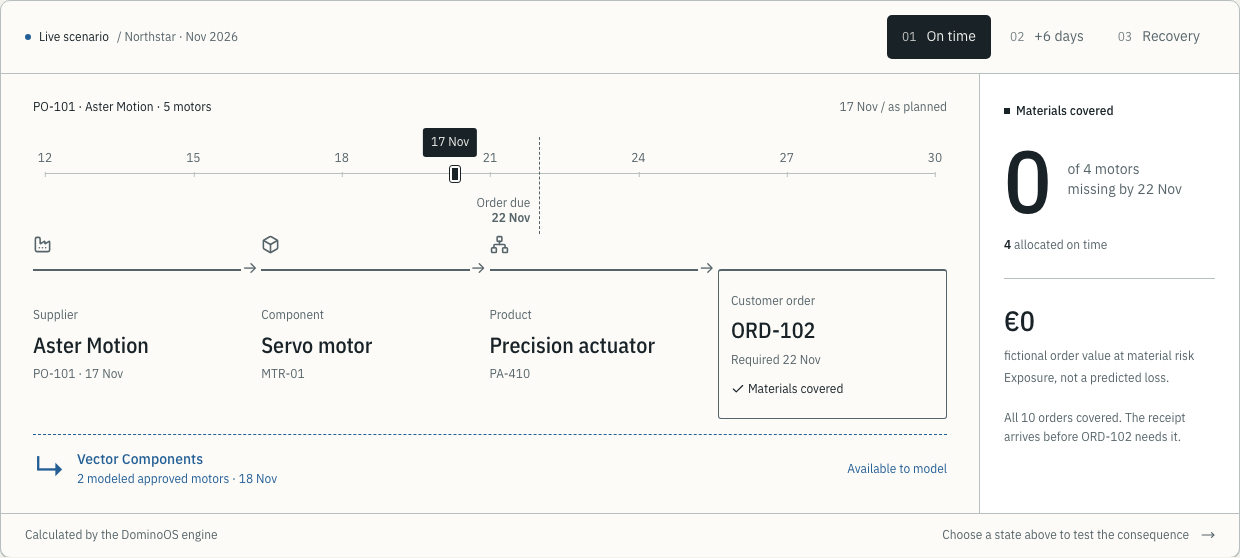 Live scenario / Northstar · Nov 2026
01 On time
02 +6 days
03 Recovery
PO-101 · Aster Motion · 5 motors
17 Nov / as planned
17 Nov
12 15 18 21 24 27 30
Order due
22 Nov
Supplier
Aster Motion
PO-101 · 17 Nov
Component
Servo motor
MTR-01
Product
Precision actuator
PA-410
Customer order
ORD-102
Required 22 Nov
Materials covered
Vector Components
2 modeled approved motors · 18 Nov
Available to model
Materials covered
0
of 4 motors
missing by 22 Nov
4 allocated on time
€0
fictional order value at material risk
Exposure, not a predicted loss.
All 10 orders covered. The receipt
arrives before ORD-102 needs it.
Calculated by the DominoOS engine
Choose a state above to test the consequence →